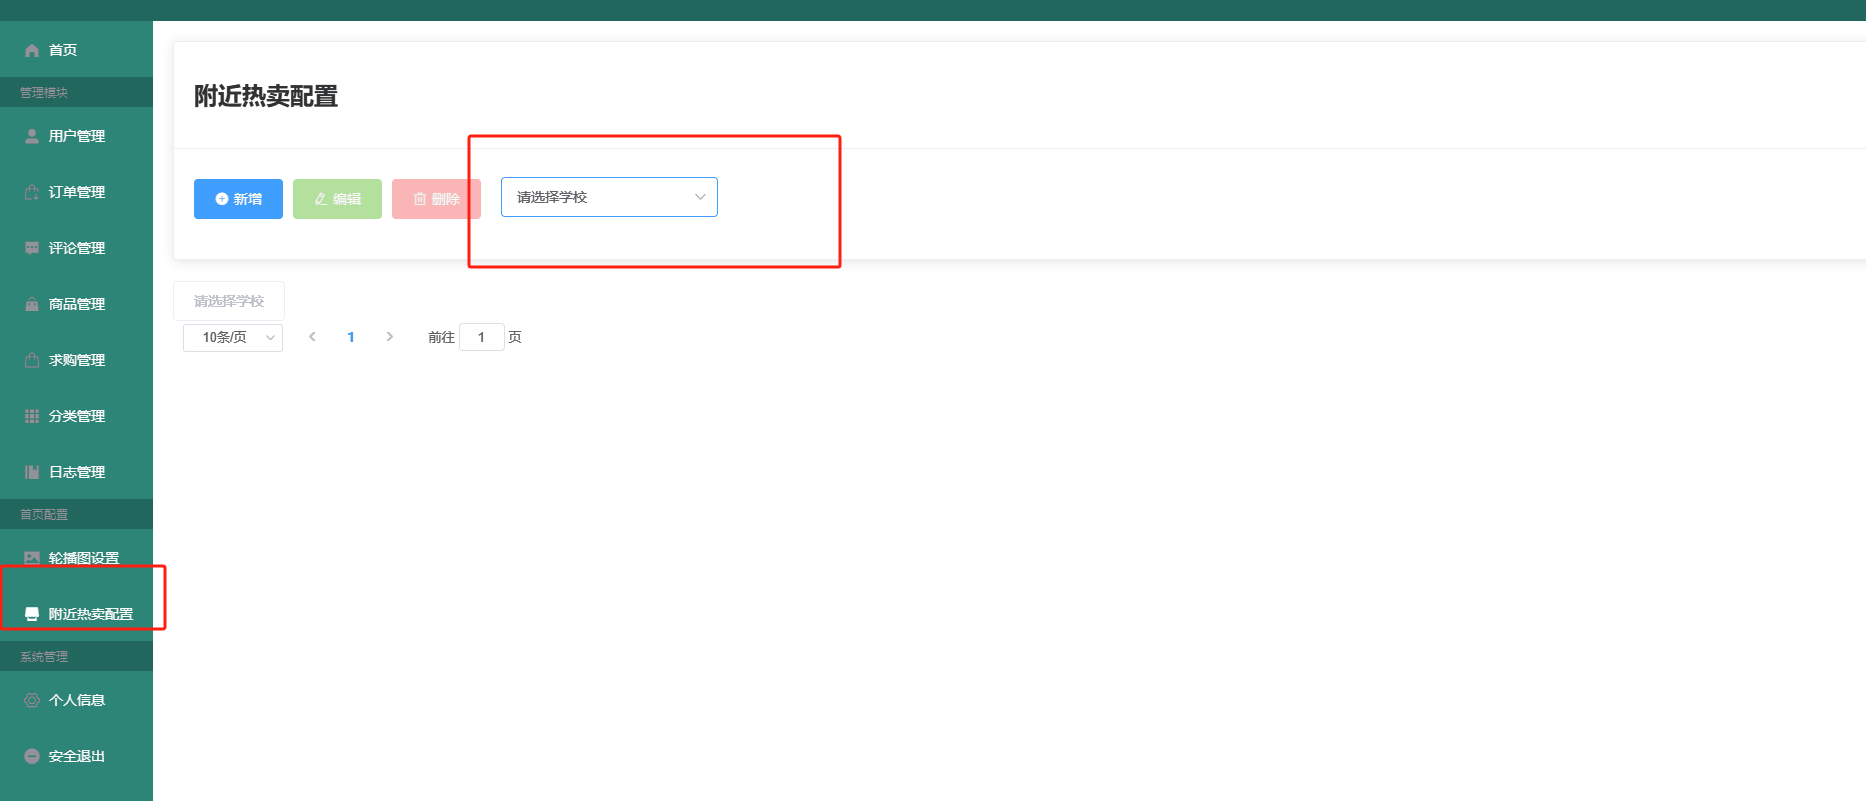 首页
管理模块
用户管理
订单管理
评论管理
商品管理
求购管理
分类管理
日志管理
首页配置
轮播图设置
附近热卖配置
系统管理
个人信息
安全退出
附近热卖配置
新增 编辑 删除 请选择学校
请选择学校
10条/页 1 前往 1 页